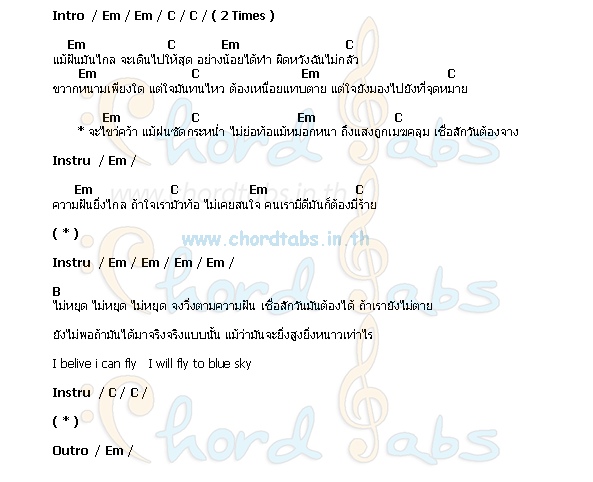 Intro / Em / Em / C / C / ( 2 Times )
Em C Em C
แม้ฝันมันไกล จะเดินไปให้สุด อย่างน้อยได้ทำ ผิดหวังฉันไม่กลัว
Em C Em C
ขวากหนามเพียงใด แต่ใจมันทนไหว ต้องเหนื่อยแทบตาย แต่ใจยังมองไปยังที่จุดหมาย
Em C Em C
* จะไขว่คว้า แม้ฝนซัดกระหน่ำ ไม่ย่อท้อแม้หมอกหนา ถึงแสงถูกเมฆคลุม เชื่อสักวันต้องจาง
Instru / Em /
Em C Em C
ความฝันยิ่งไกล ถ้าใจเรามัวท้อ ไม่เคยสนใจ คนเรามีดีมันก็ต้องมีร้าย
( * )
www.chordtabs.in.th
Instru / Em / Em / Em / Em /
B
ไม่หยุด ไม่หยุด ไม่หยุด จงวิ่งตามความฝัน เชื่อสักวันมันต้องได้ ถ้าเรายังไม่ตาย
ยังไม่พอถ้ามันได้มาจริงจริงแบบนั้น แม้ว่ามันจะยิ่งสูงยิ่งหนาวเท่าไร
I belive i can fly I will fly to blue sky
Instru / C / C /
( * )
Outro / Em /